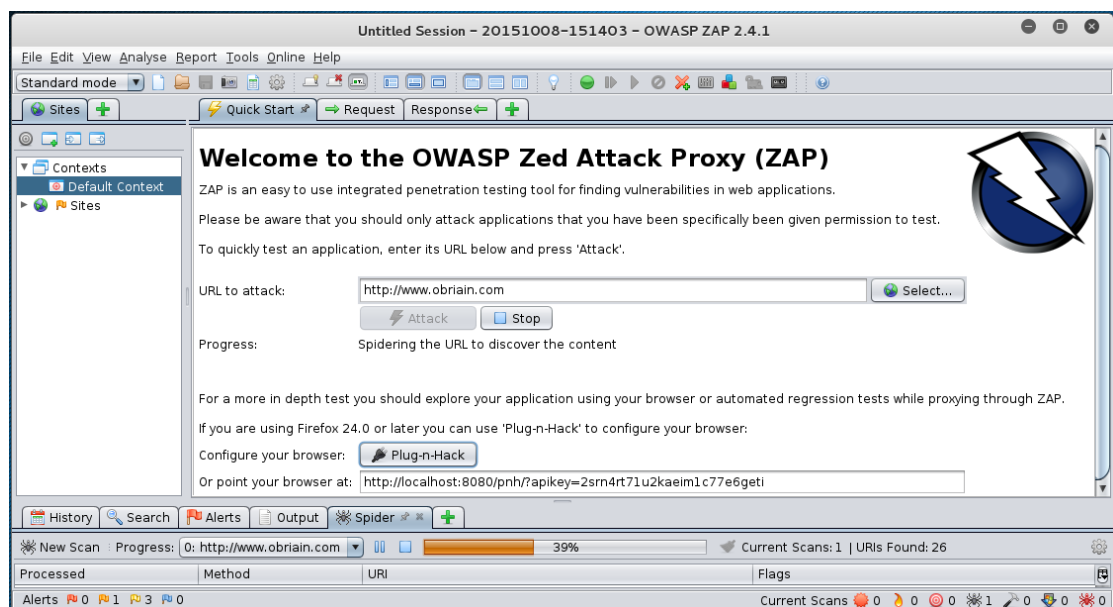 Untitled Session – 20151008–151403 – OWASP ZAP 2.4.1
File Edit View Analyse Report Tools Online Help
Standard mode
Sites
Quick Start
Request
Response
Contexts
Default Context
Sites
Welcome to the OWASP Zed Attack Proxy (ZAP)
ZAP is an easy to use integrated penetration testing tool for finding vulnerabilities in web applications.
Please be aware that you should only attack applications that you have been specifically been given permission to test.
To quickly test an application, enter its URL below and press 'Attack'.
URL to attack: http://www.obriain.com Select...
Attack Stop
Progress: Spidering the URL to discover the content
For a more in depth test you should explore your application using your browser or automated regression tests while proxying through ZAP.
If you are using Firefox 24.0 or later you can use 'Plug-n-Hack' to configure your browser:
Configure your browser: Plug-n-Hack
Or point your browser at: http://localhost:8080/pnh/?apikey=2srn4rt71u2kaeim1c77e6geti
History Search Alerts Output Spider
New Scan Progress: 0: http://www.obriain.com 39% Current Scans: 1 | URIs Found: 26
Processed Method URI Flags
Alerts 0 1 3 0 Current Scans 0 0 0 1 0 0 0